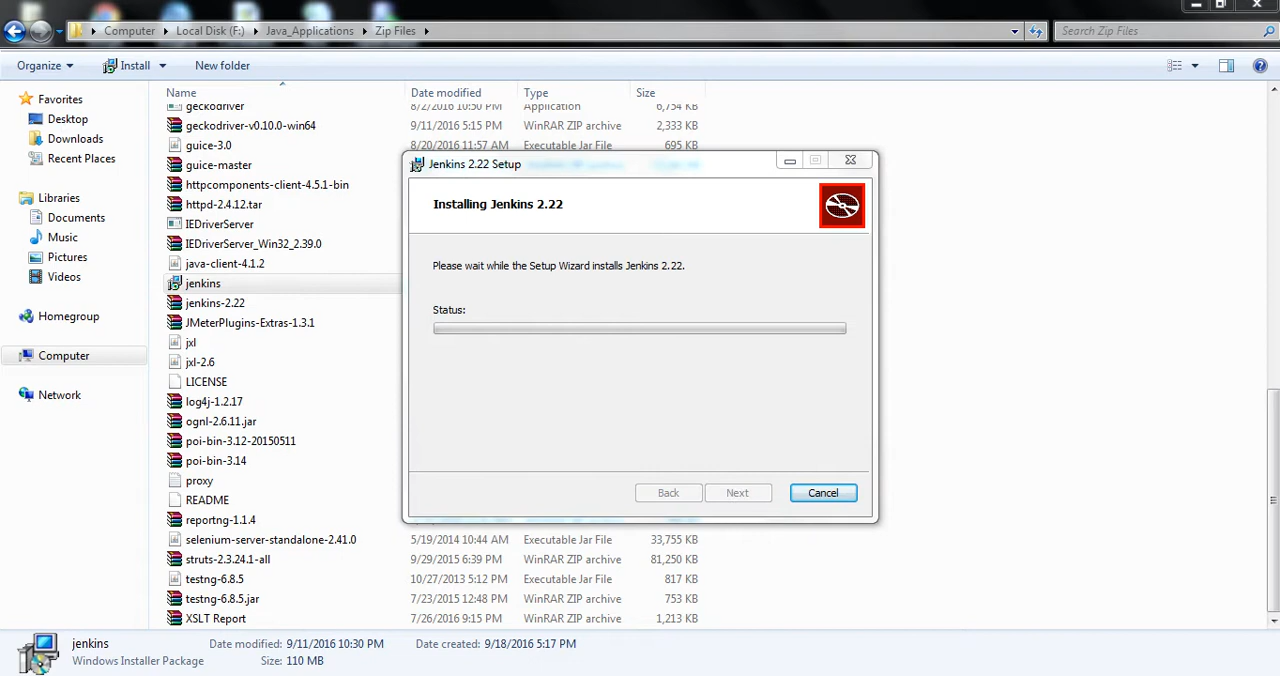 Computer Local Disk (F:) Java_Applications Zip Files Search Zip Files
Organize Install New folder
Name Date modified Type Size
Favorites
Desktop
Downloads
Recent Places
Libraries
Documents
Music
Pictures
Videos
Homegroup
Computer
Network
geckodriver 8/2/2016 10:50 PM Application 6,754 KB
geckodriver-v0.10.0-win64 9/11/2016 5:15 PM WinRAR ZIP archive 2,333 KB
guice-3.0 8/20/2016 11:57 AM Executable Jar File 695 KB
guice-master
httpcomponents-client-4.5.1-bin
httpd-2.4.12.tar
IEDriverServer
IEDriverServer_Win32_2.39.0
java-client-4.1.2
jenkins
jenkins-2.22
JMeterPlugins-Extras-1.3.1
jxl
jxl-2.6
LICENSE
log4j-1.2.17
ognl-2.6.11.jar
poi-bin-3.12-20150511
poi-bin-3.14
proxy
README
reportng-1.1.4
selenium-server-standalone-2.41.0 5/19/2014 10:44 AM Executable Jar File 33,755 KB
struts-2.3.24.1-all 9/29/2015 6:39 PM WinRAR ZIP archive 81,250 KB
testng-6.8.5 10/27/2013 5:12 PM Executable Jar File 817 KB
testng-6.8.5.jar 7/23/2015 12:48 PM WinRAR ZIP archive 753 KB
XSLT Report 7/26/2016 9:15 PM WinRAR ZIP archive 1,213 KB
Jenkins 2.22 Setup
Installing Jenkins 2.22
Please wait while the Setup Wizard installs Jenkins 2.22.
Status:
Back Next Cancel
jenkins Date modified: 9/11/2016 10:30 PM Date created: 9/18/2016 5:17 PM
Windows Installer Package Size: 110 MB